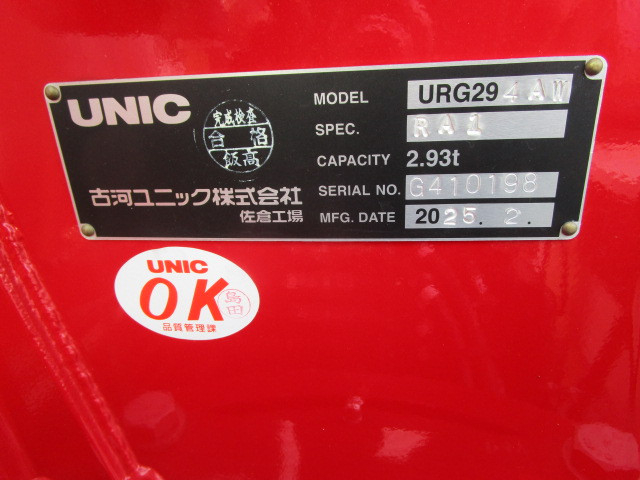 UNIC
完成検査
合格
飯高
古河ユニック株式会社
佐倉工場
MODEL URG294AW
SPEC. RA1
CAPACITY 2.93t
SERIAL NO. G410198
MFG. DATE 2025. 2.
UNIC
OK
島田
品質管理課